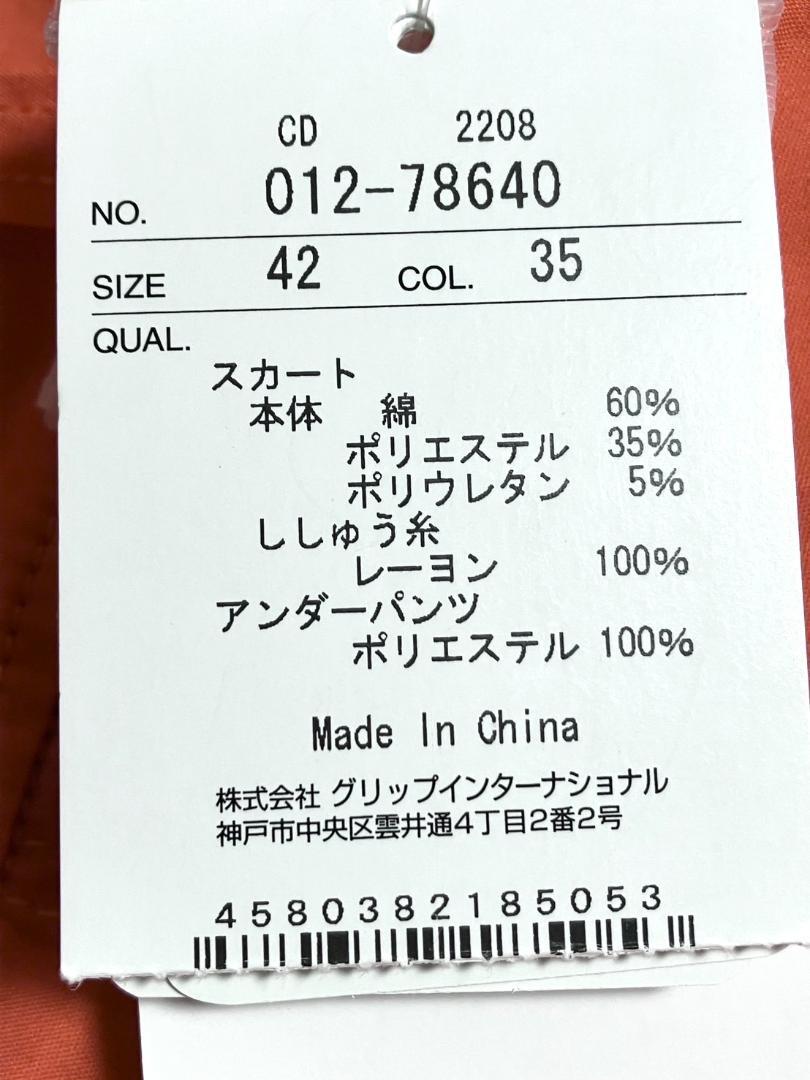 CD 2208
NO. 012-78640
SIZE 42 COL. 35
QUAL.
スカート
本体 綿 60%
ポリエステル 35%
ポリウレタン 5%
ししゅう糸
レーヨン 100%
アンダーパンツ
ポリエステル 100%
Made In China
株式会社 グリップインターナショナル
神戸市中央区雲井通4丁目2番2号
4580382185053